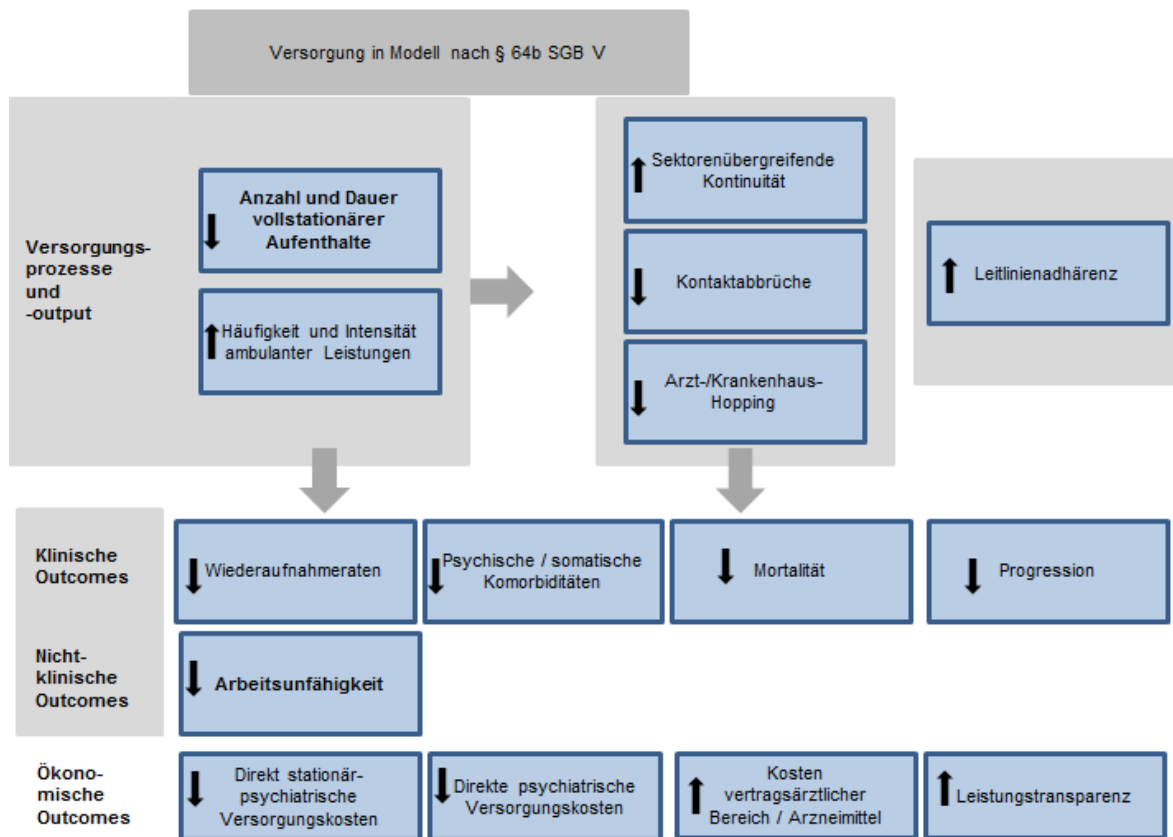 Versorgung in Modell nach § 64b SGB V
Versorgungs-
prozesse
und
-output
Anzahl und Dauer
vollstationärer
Aufenthalte
Häufigkeit und Intensität
ambulanter Leistungen
Sektorenübergreifende
Kontinuität
Kontaktabbrüche
Arzt-/Krankenhaus-
Hopping
Leitlinienadhärenz
Klinische
Outcomes
Wiederaufnahmeraten
Psychische / somatische
Komorbiditäten
Mortalität
Progression
Nicht-
klinische
Outcomes
Arbeitsunfähigkeit
Ökono-
mische
Outcomes
Direkt stationär-
psychiatrische
Versorgungskosten
Direkte psychiatrische
Versorgungskosten
Kosten
vertragsärztlicher
Bereich / Arzneimittel
Leistungstransparenz